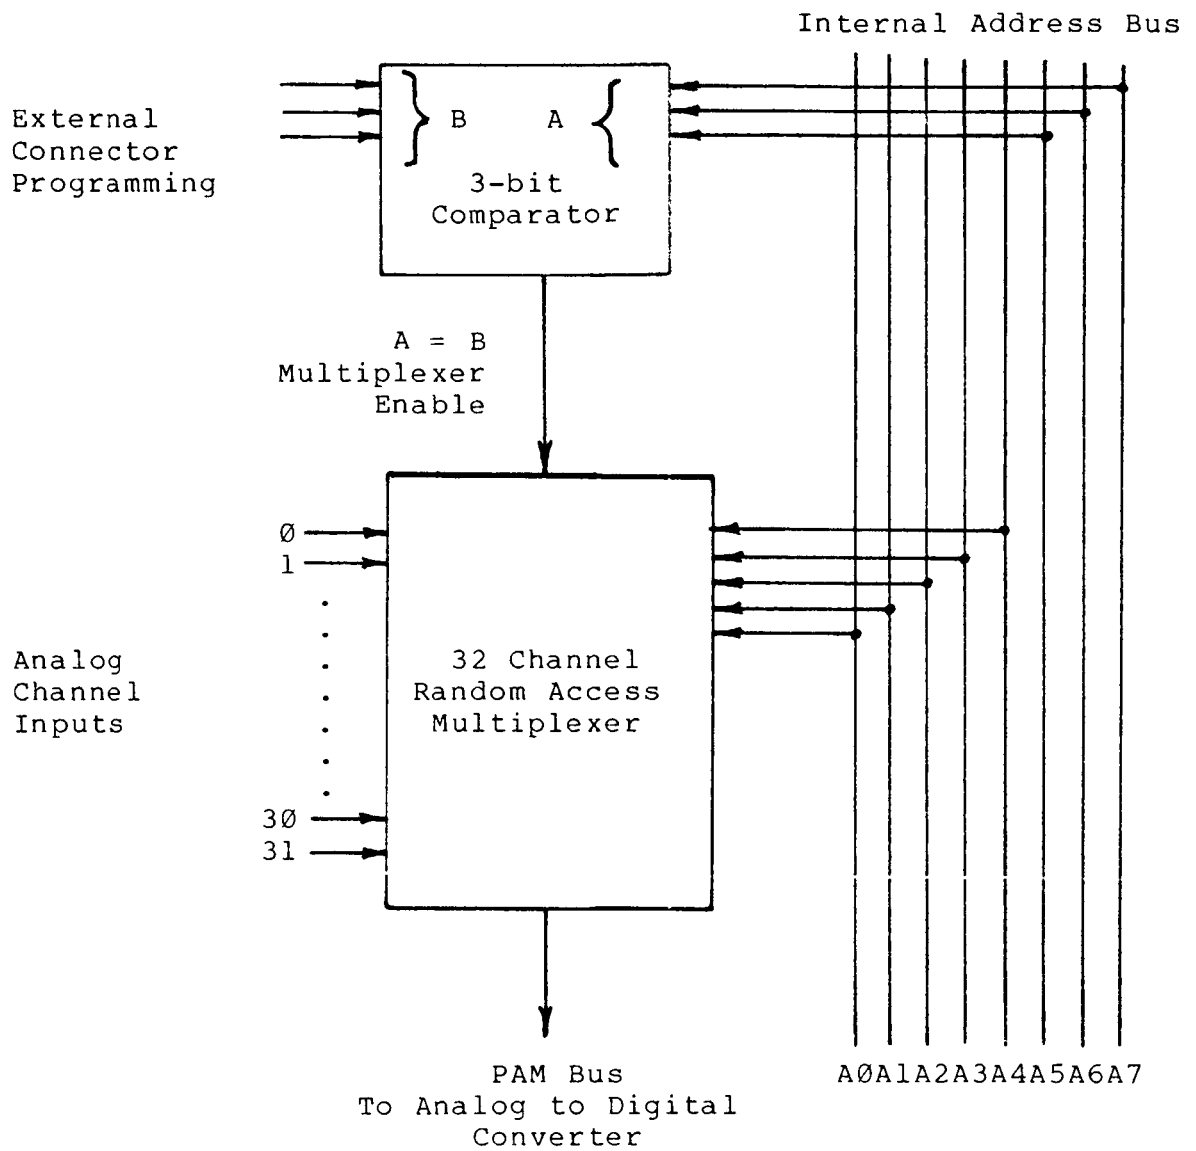 Internal Address Bus
External
Connector
Programming
B
A
3-bit
Comparator
A = B
Multiplexer
Enable
Ø
1
Analog
Channel
Inputs
32 Channel
Random Access
Multiplexer
3Ø
31
PAM Bus
To Analog to Digital
Converter
AØA1A2A3A4A5A6A7